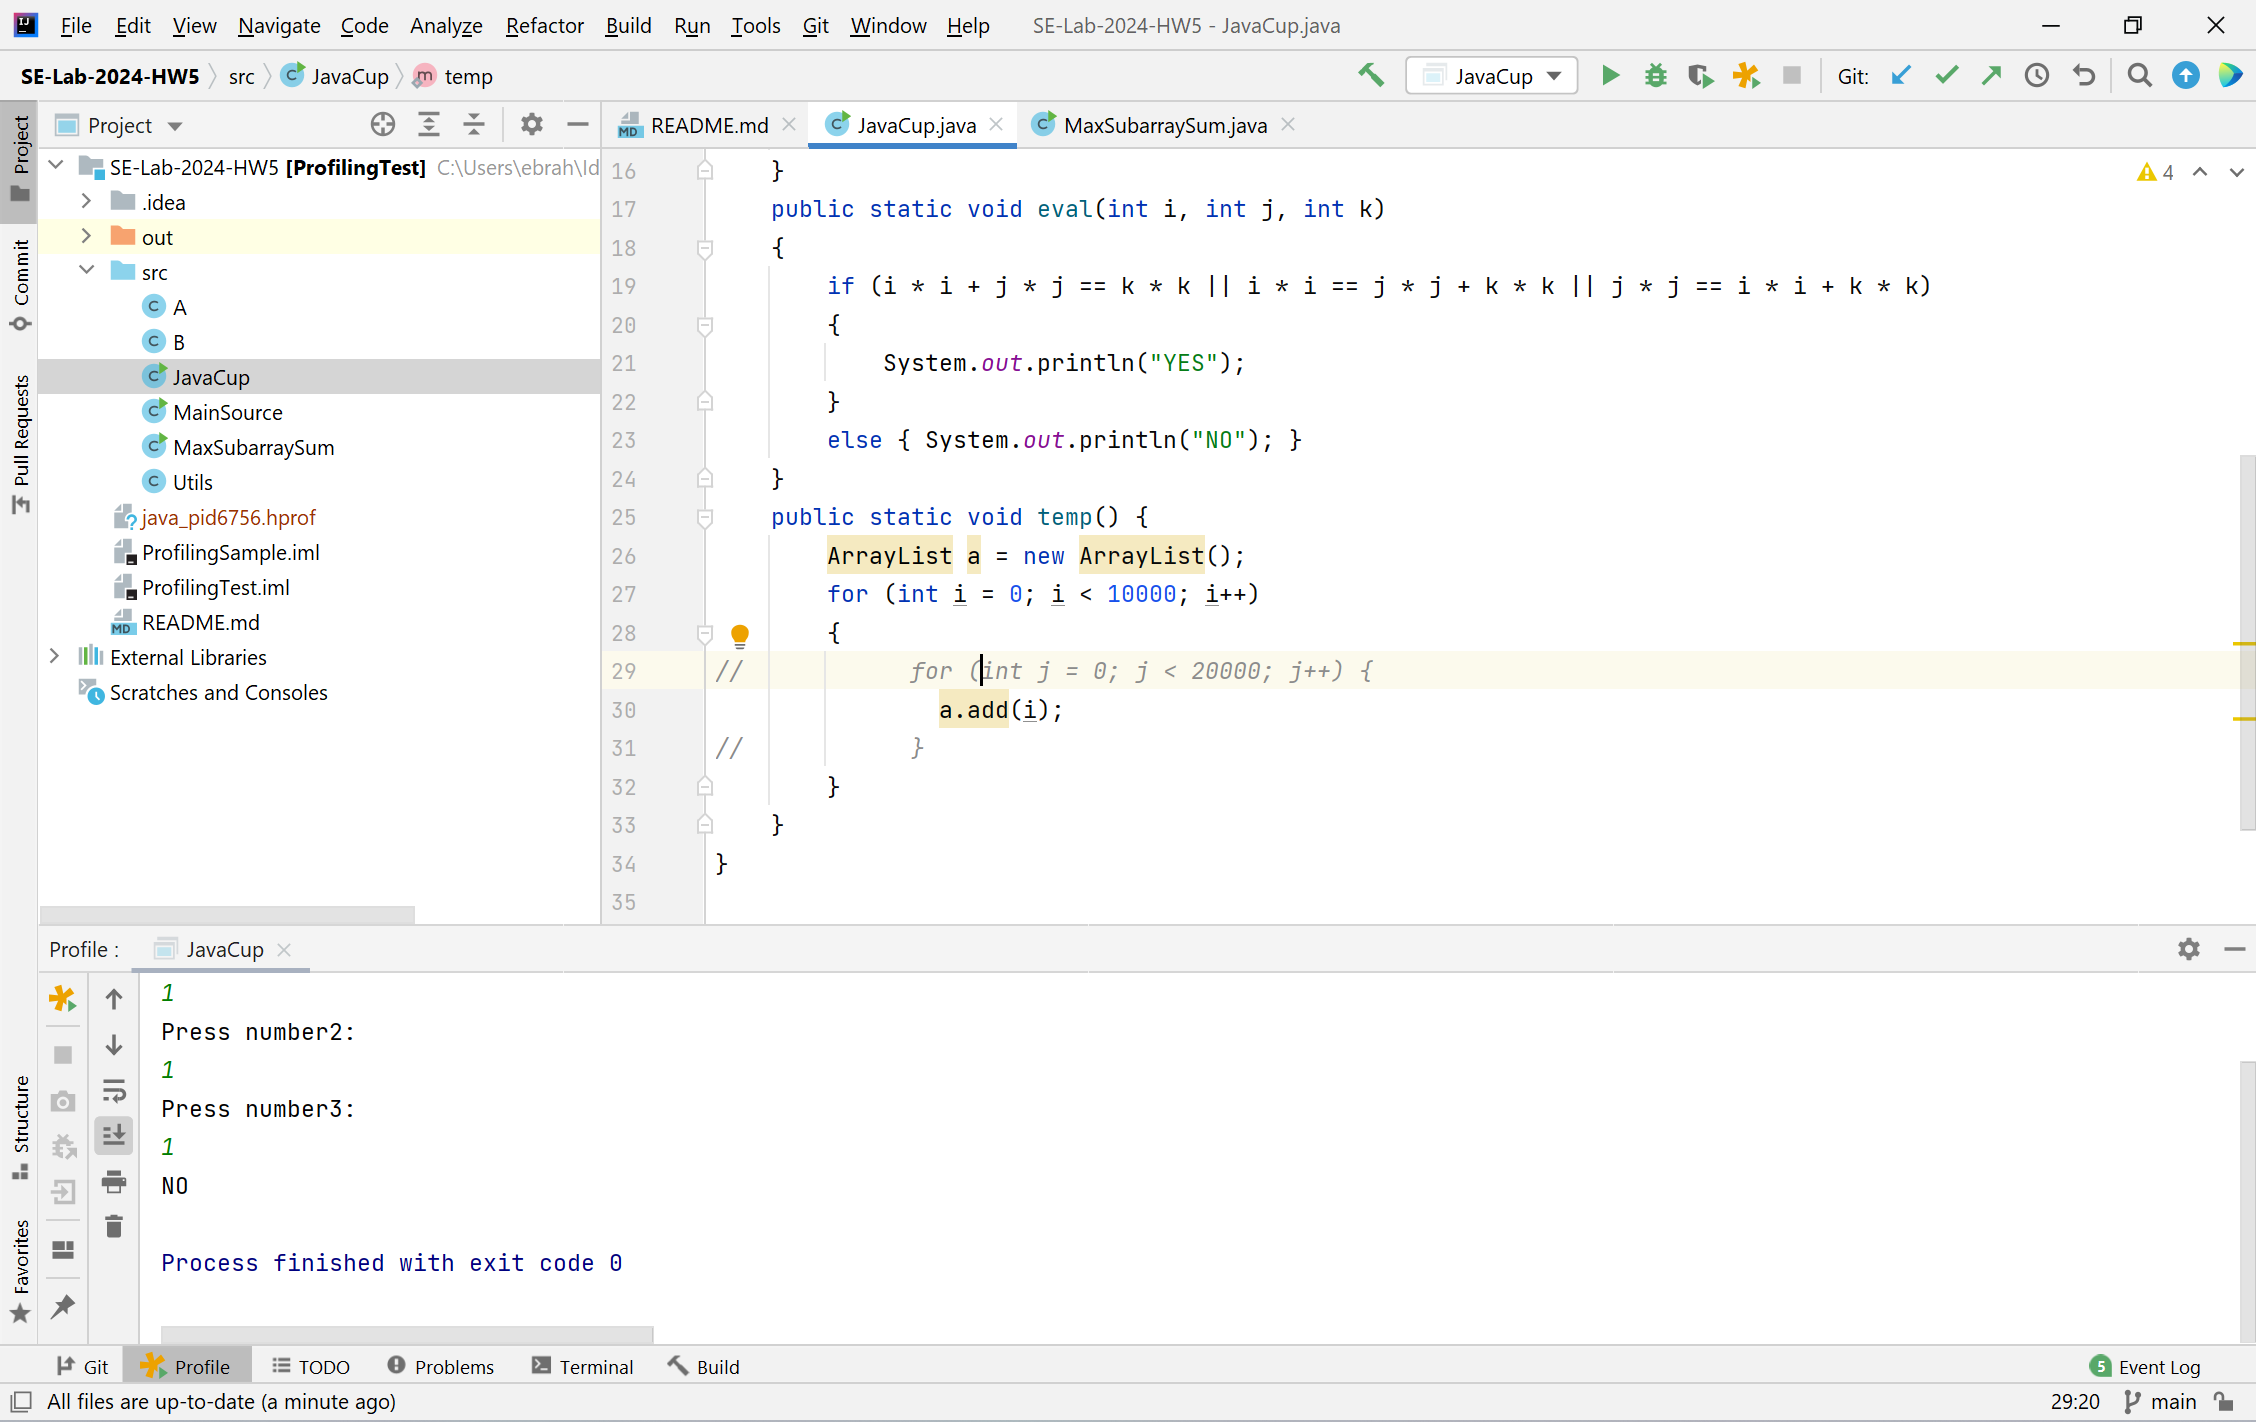 File Edit View Navigate Code Analyze Refactor Build Run Tools Git Window Help SE-Lab-2024-HW5 - JavaCup.java
SE-Lab-2024-HW5 src JavaCup temp JavaCup Git:
Project
Commit
Pull Requests
Structure
Favorites
Project
SE-Lab-2024-HW5 [ProfilingTest] C:\Users\ebrah\Id
.idea
out
src
A
B
JavaCup
MainSource
MaxSubarraySum
Utils
java_pid6756.hprof
ProfilingSample.iml
ProfilingTest.iml
README.md
External Libraries
Scratches and Consoles
README.md JavaCup.java MaxSubarraySum.java
4
16 }
17 public static void eval(int i, int j, int k)
18 {
19 if (i * i + j * j == k * k || i * i == j * j + k * k || j * j == i * i + k * k)
20 {
21 System.out.println("YES");
22 }
23 else { System.out.println("NO"); }
24 }
25 public static void temp() {
26 ArrayList a = new ArrayList();
27 for (int i = 0; i < 10000; i++)
28 {
29 // for (int j = 0; j < 20000; j++) {
30 a.add(i);
31 // }
32 }
33 }
34 }
35
Profile : JavaCup
1
Press number2:
1
Press number3:
1
NO
Process finished with exit code 0
Git Profile TODO Problems Terminal Build 5 Event Log
All files are up-to-date (a minute ago) 29:20 main